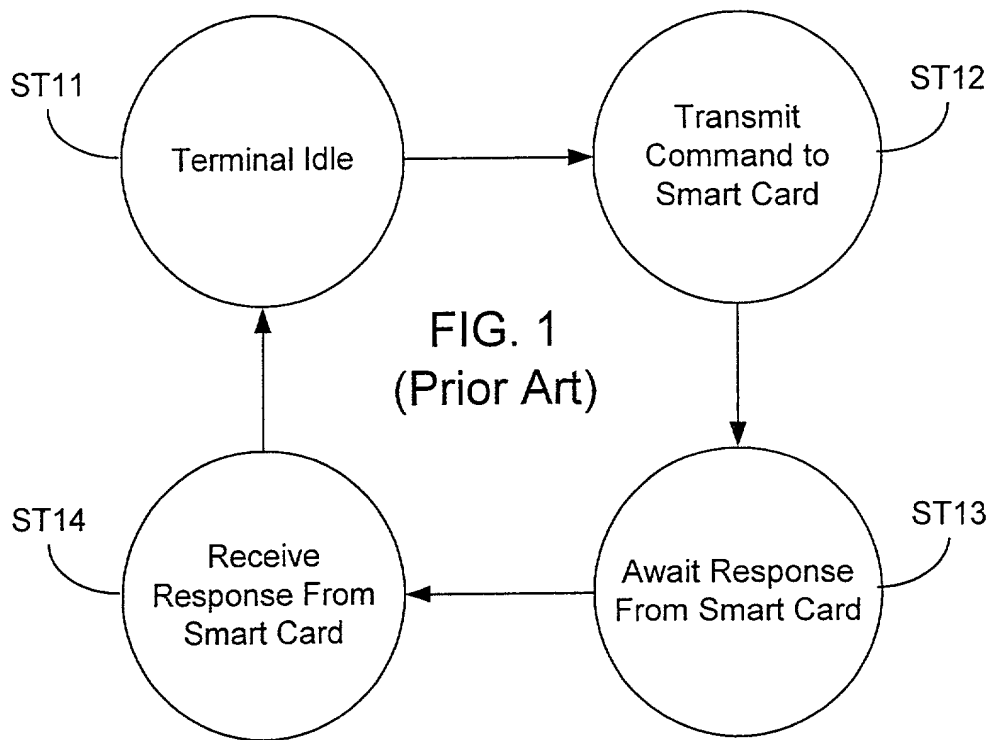 ST11
Terminal Idle
Transmit
Command to
Smart Card
ST12
FIG. 1
(Prior Art)
ST14
Receive
Response From
Smart Card
Await Response
From Smart Card
ST13